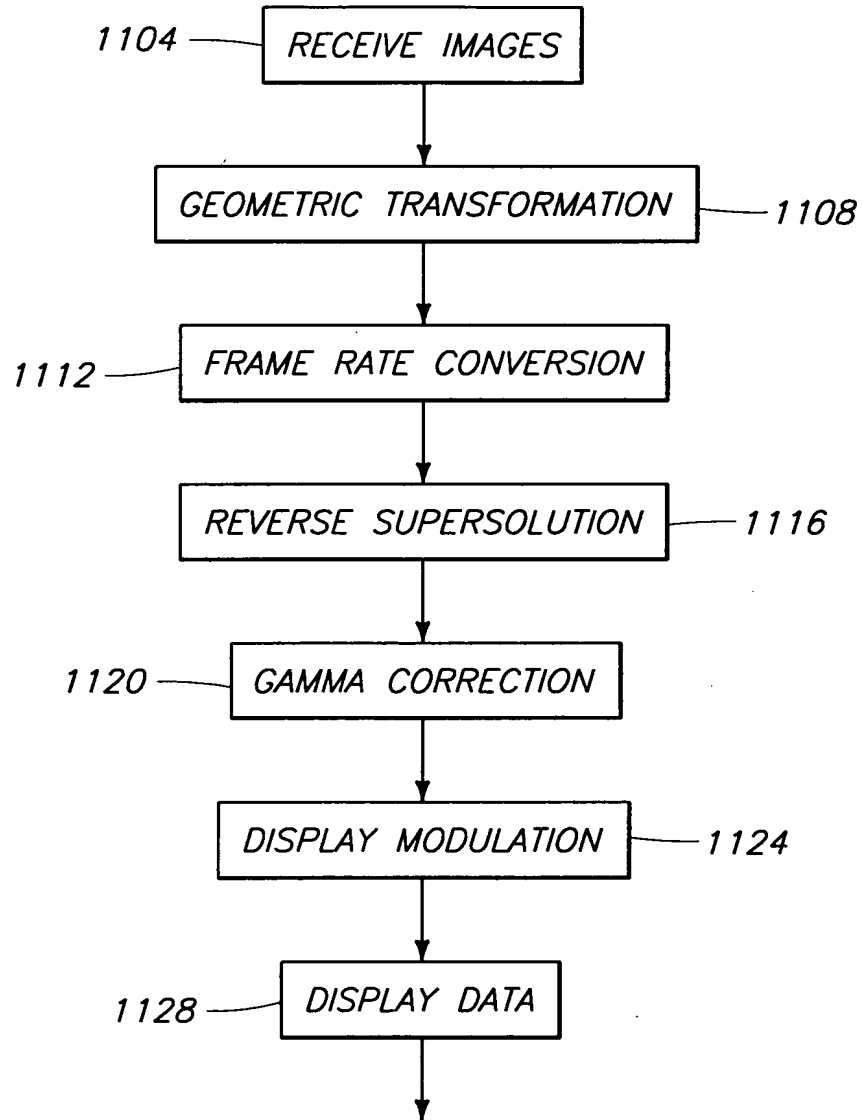 1104 RECEIVE IMAGES
GEOMETRIC TRANSFORMATION 1108
1112 FRAME RATE CONVERSION
REVERSE SUPERSOLUTION 1116
1120 GAMMA CORRECTION
DISPLAY MODULATION 1124
1128 DISPLAY DATA